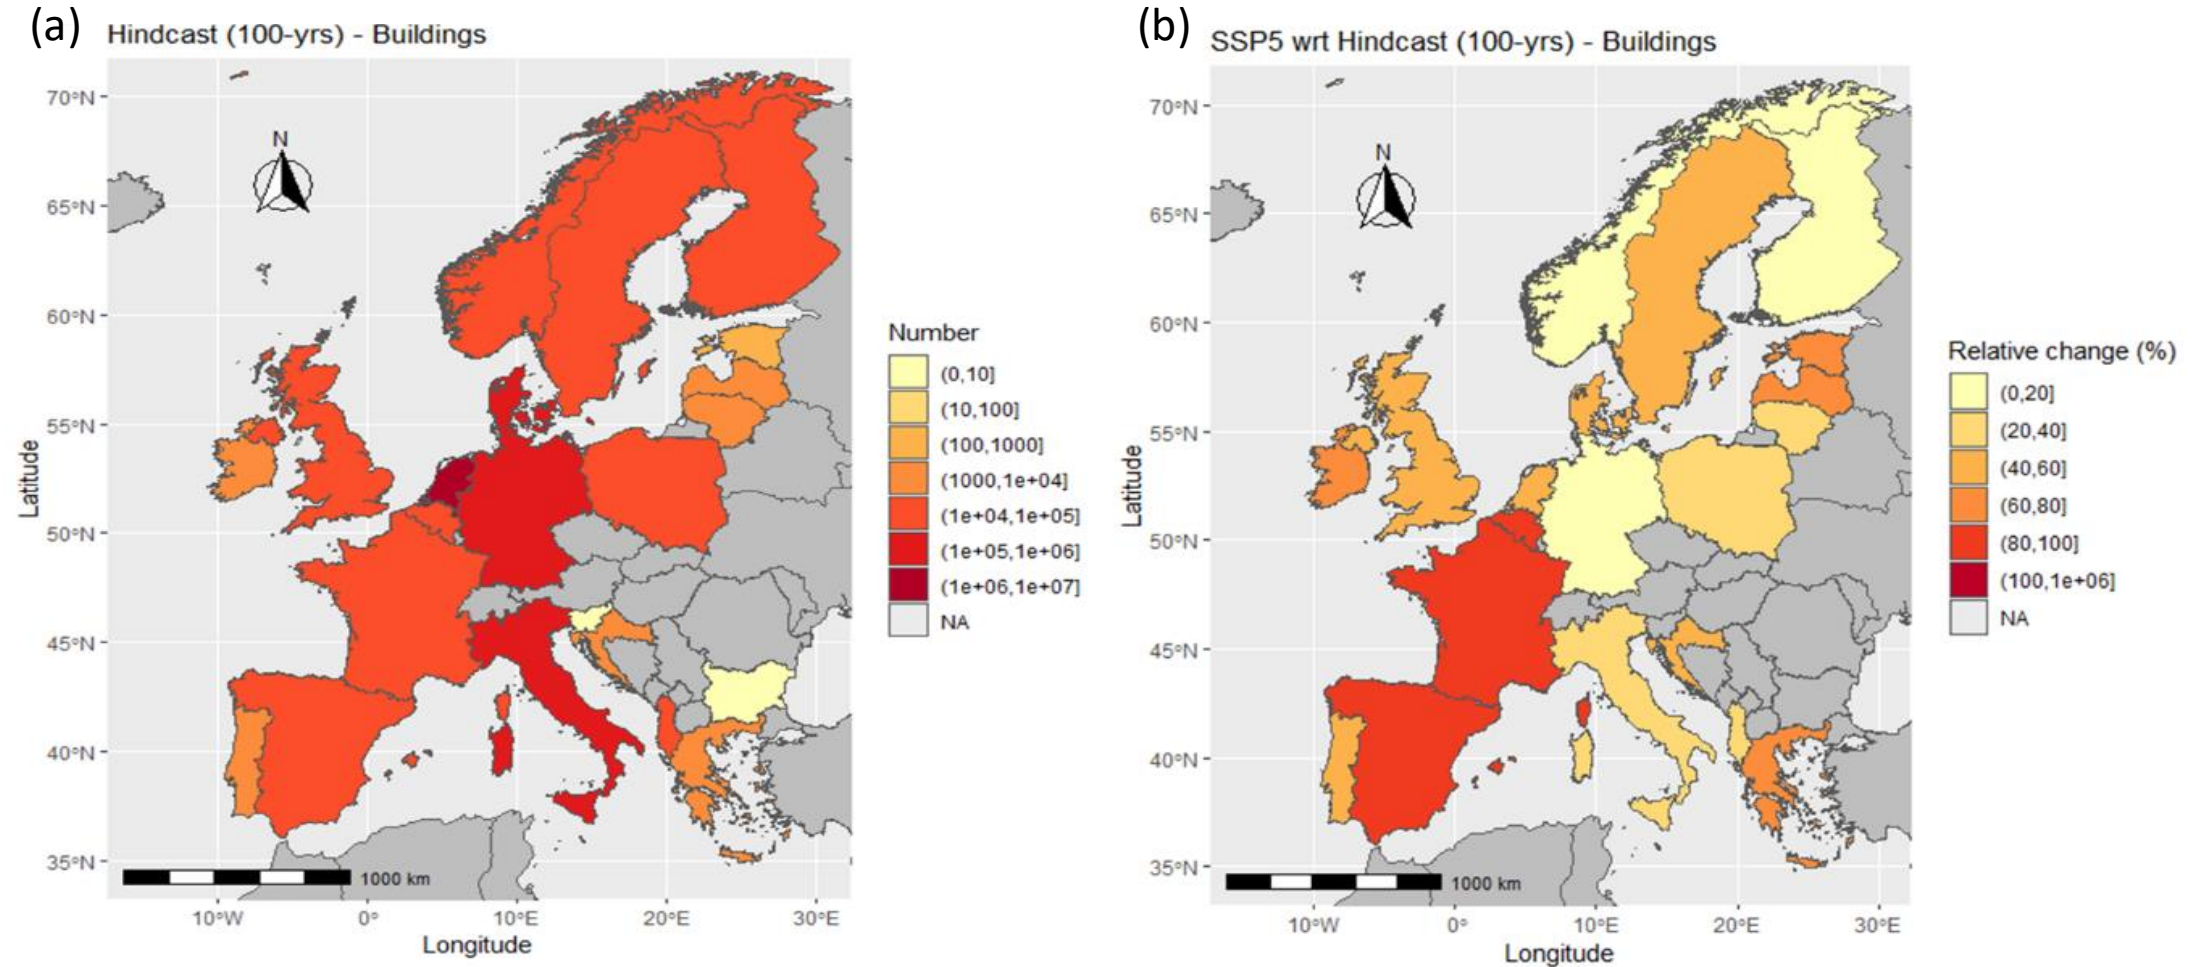 (a)
Hindcast (100-yrs) - Buildings
N
70°N
65°N
60°N
55°N
50°N
45°N
40°N
35°N
Latitude
1000 km
10°W
0°
10°E
20°E
30°E
Longitude
Number
(0,10]
(10,100]
(100,1000]
(1000,1e+04]
(1e+04,1e+05]
(1e+05,1e+06]
(1e+06,1e+07]
NA
(b)
SSP5 wrt Hindcast (100-yrs) - Buildings
N
70°N
65°N
60°N
55°N
50°N
45°N
40°N
35°N
Latitude
1000 km
10°W
0°
10°E
20°E
30°E
Longitude
Relative change (%)
(0,20]
(20,40]
(40,60]
(60,80]
(80,100]
(100,1e+06]
NA